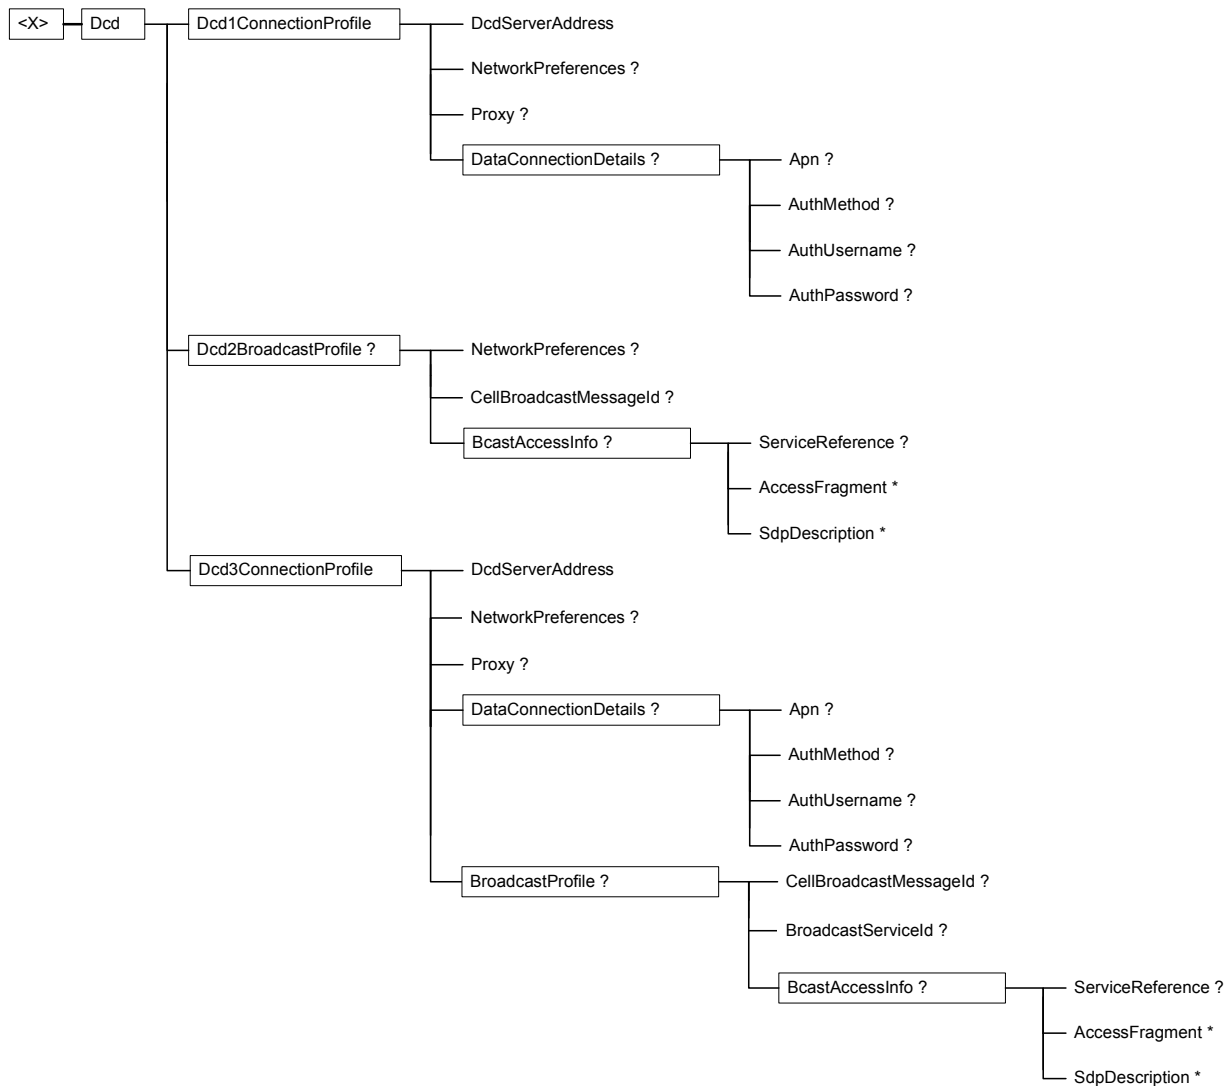 <X>
Dcd
Dcd1ConnectionProfile
DcdServerAddress
NetworkPreferences ?
Proxy ?
DataConnectionDetails ?
Apn ?
AuthMethod ?
AuthUsername ?
AuthPassword ?
Dcd2BroadcastProfile ?
NetworkPreferences ?
CellBroadcastMessageId ?
BcastAccessInfo ?
ServiceReference ?
AccessFragment *
SdpDescription *
Dcd3ConnectionProfile
DcdServerAddress
NetworkPreferences ?
Proxy ?
DataConnectionDetails ?
Apn ?
AuthMethod ?
AuthUsername ?
AuthPassword ?
BroadcastProfile ?
CellBroadcastMessageId ?
BroadcastServiceId ?
BcastAccessInfo ?
ServiceReference ?
AccessFragment *
SdpDescription *